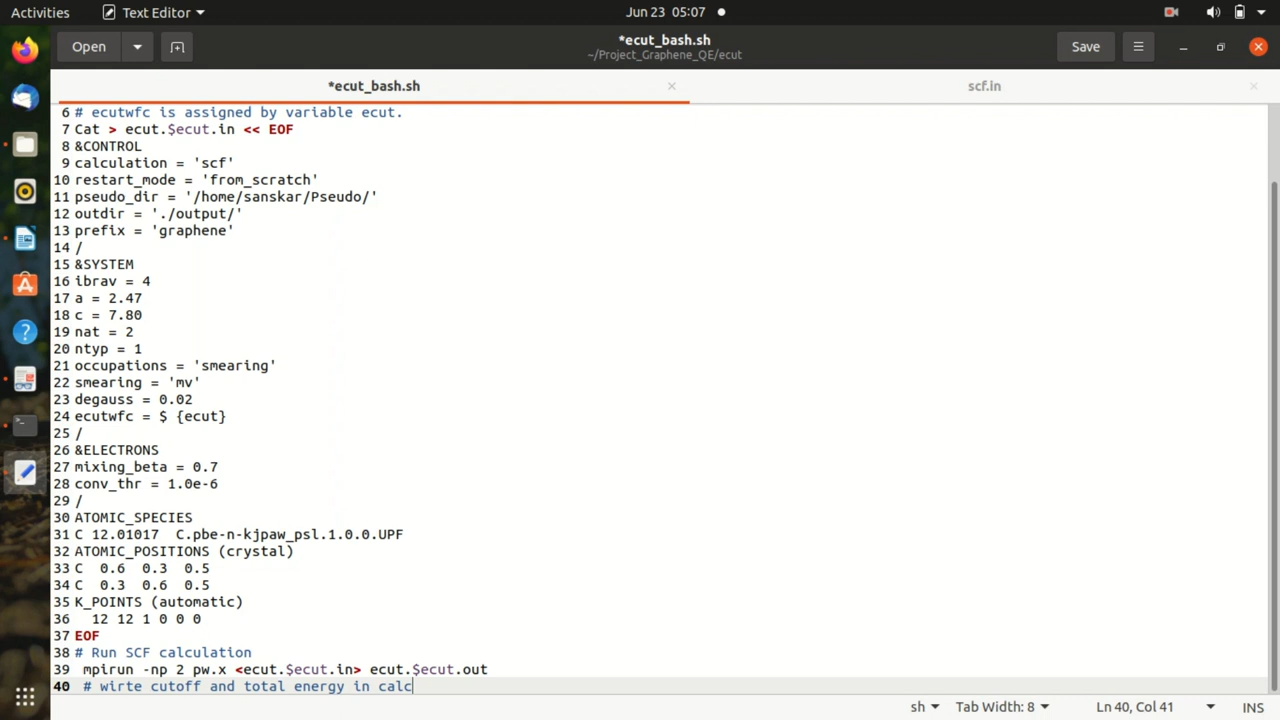 Activities
Text Editor
Jun 23 05:07
Open
*ecut_bash.sh
~/Project_Graphene_QE/ecut
Save
*ecut_bash.sh
scf.in
6 # ecutwfc is assigned by variable ecut.
7 Cat > ecut.$ecut.in << EOF
8 &CONTROL
9 calculation = 'scf'
10 restart_mode = 'from_scratch'
11 pseudo_dir = '/home/sanskar/Pseudo/'
12 outdir = './output/'
13 prefix = 'graphene'
14 /
15 &SYSTEM
16 ibrav = 4
17 a = 2.47
18 c = 7.80
19 nat = 2
20 ntyp = 1
21 occupations = 'smearing'
22 smearing = 'mv'
23 degauss = 0.02
24 ecutwfc = $ {ecut}
25 /
26 &ELECTRONS
27 mixing_beta = 0.7
28 conv_thr = 1.0e-6
29 /
30 ATOMIC_SPECIES
31 C 12.01017  C.pbe-n-kjpaw_psl.1.0.0.UPF
32 ATOMIC_POSITIONS (crystal)
33 C  0.6  0.3  0.5
34 C  0.3  0.6  0.5
35 K_POINTS (automatic)
36   12 12 1 0 0 0
37 EOF
38 # Run SCF calculation
39  mpirun -np 2 pw.x <ecut.$ecut.in> ecut.$ecut.out
40  # wirte cutoff and total energy in calc
sh
Tab Width: 8
Ln 40, Col 41
INS